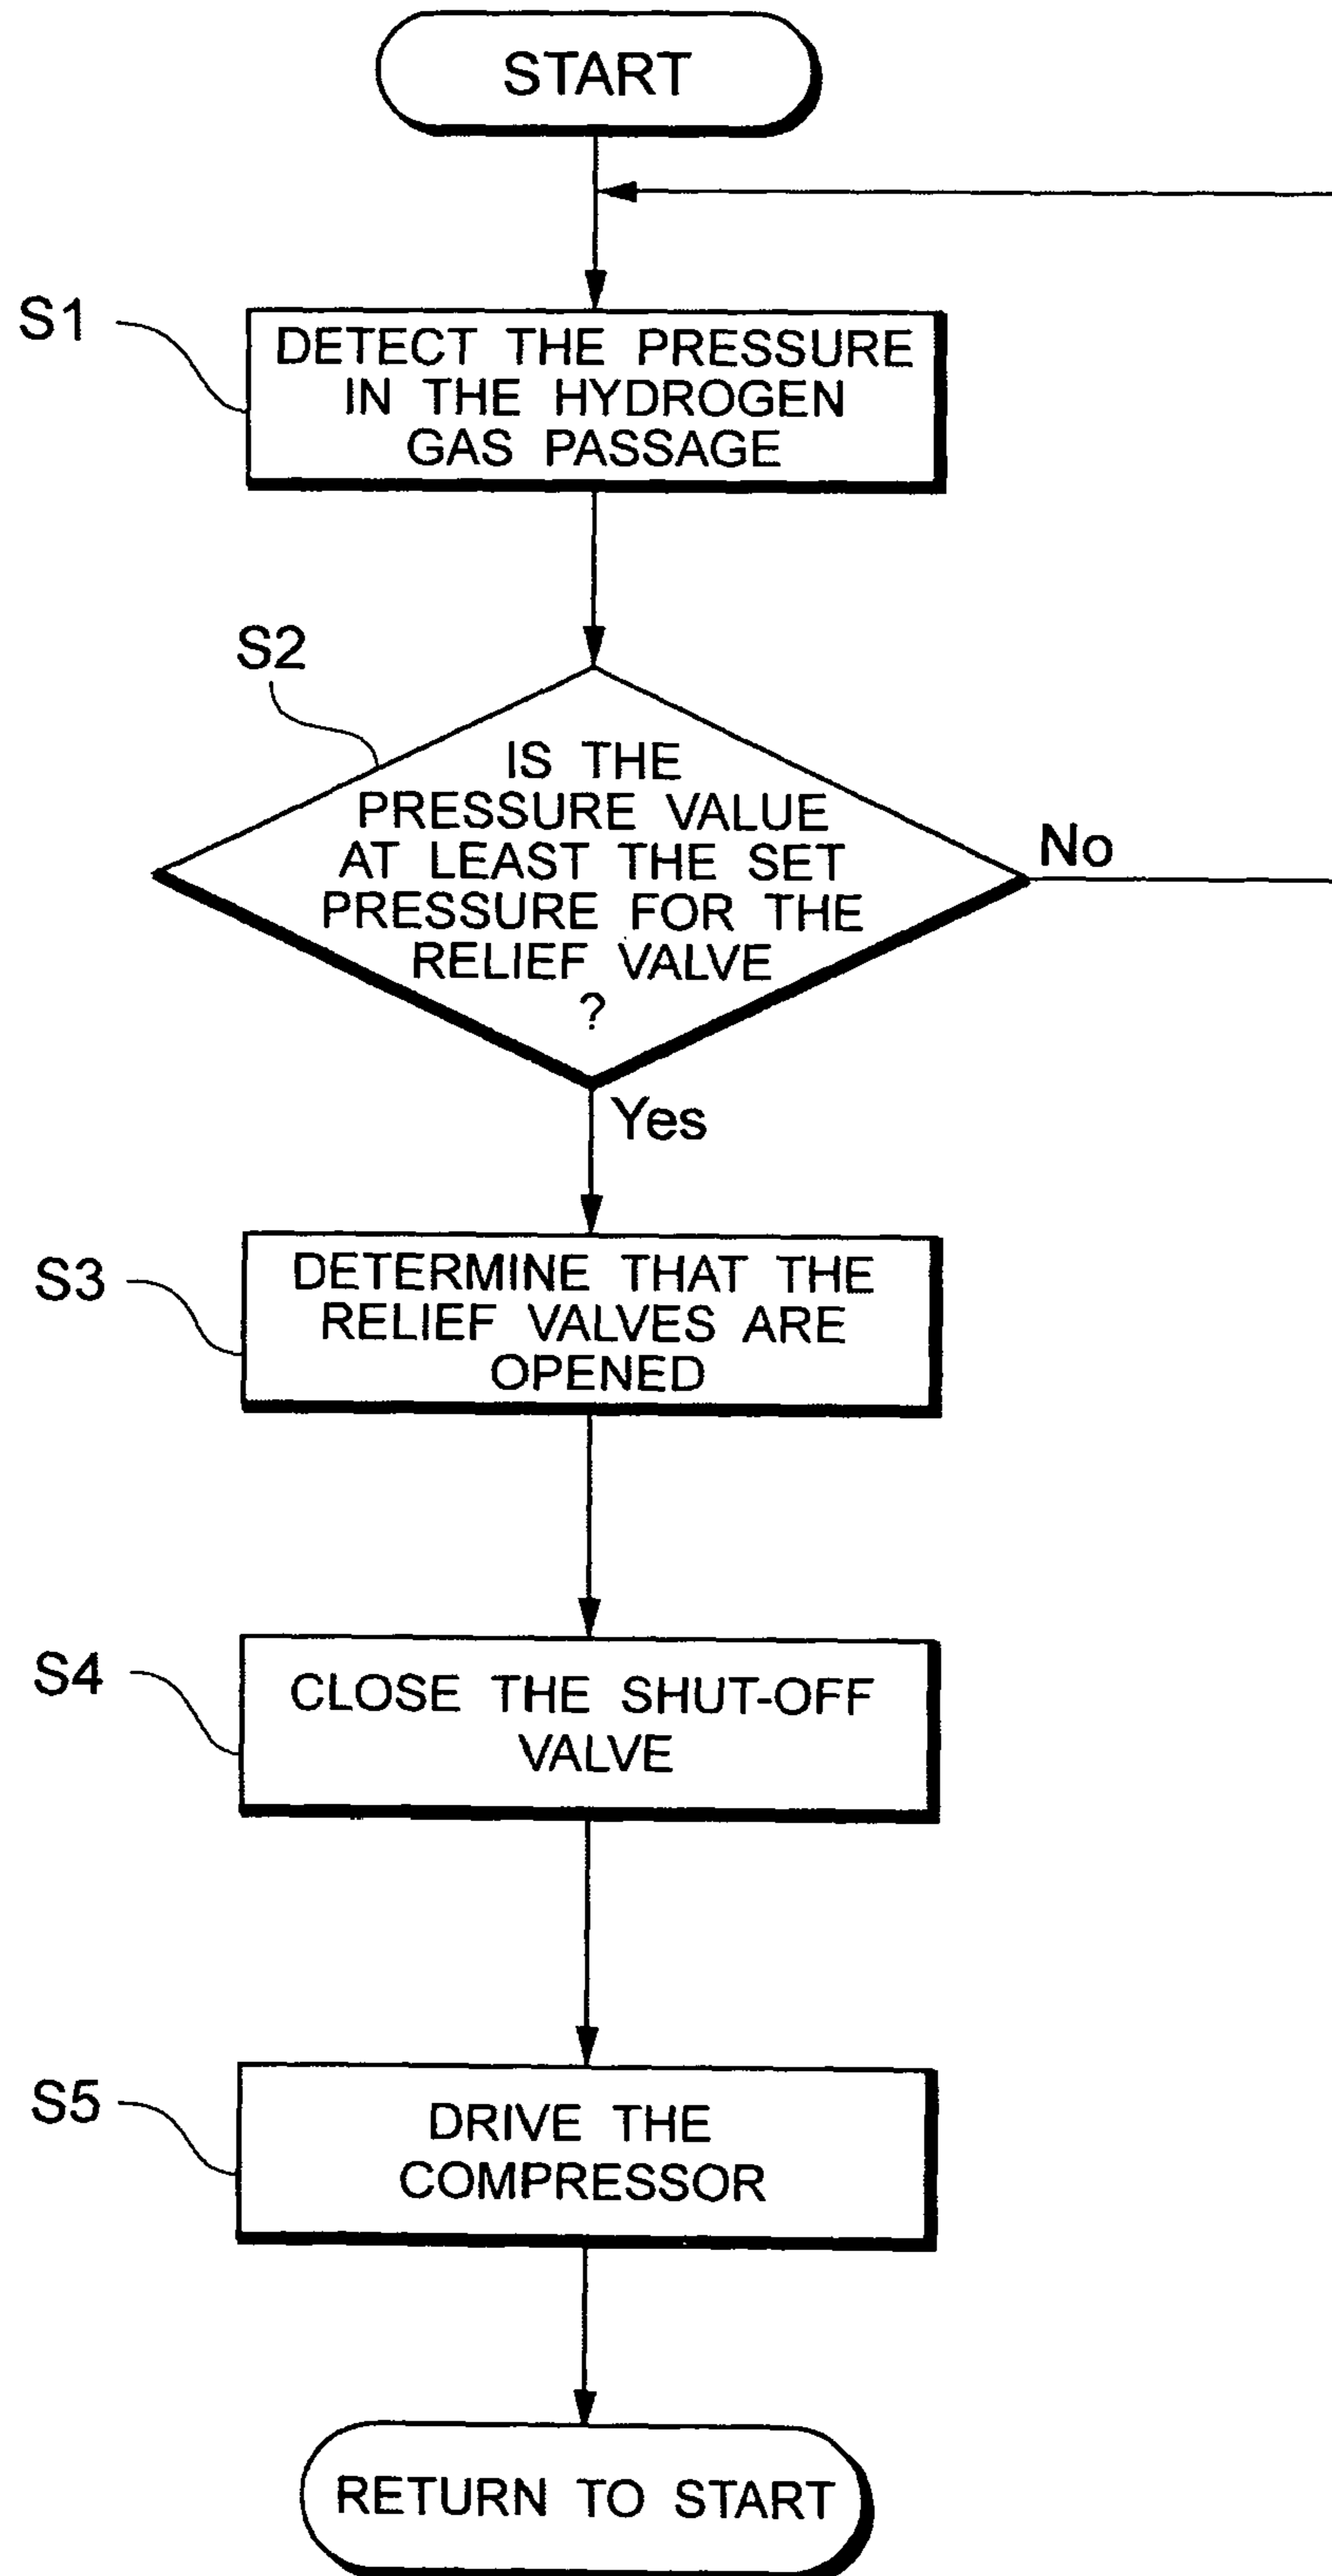 START
S1
DETECT THE PRESSURE
IN THE HYDROGEN
GAS PASSAGE
S2
IS THE
PRESSURE VALUE
AT LEAST THE SET
PRESSURE FOR THE
RELIEF VALVE
?
No
Yes
S3
DETERMINE THAT THE
RELIEF VALVES ARE
OPENED
S4
CLOSE THE SHUT-OFF
VALVE
S5
DRIVE THE
COMPRESSOR
RETURN TO START